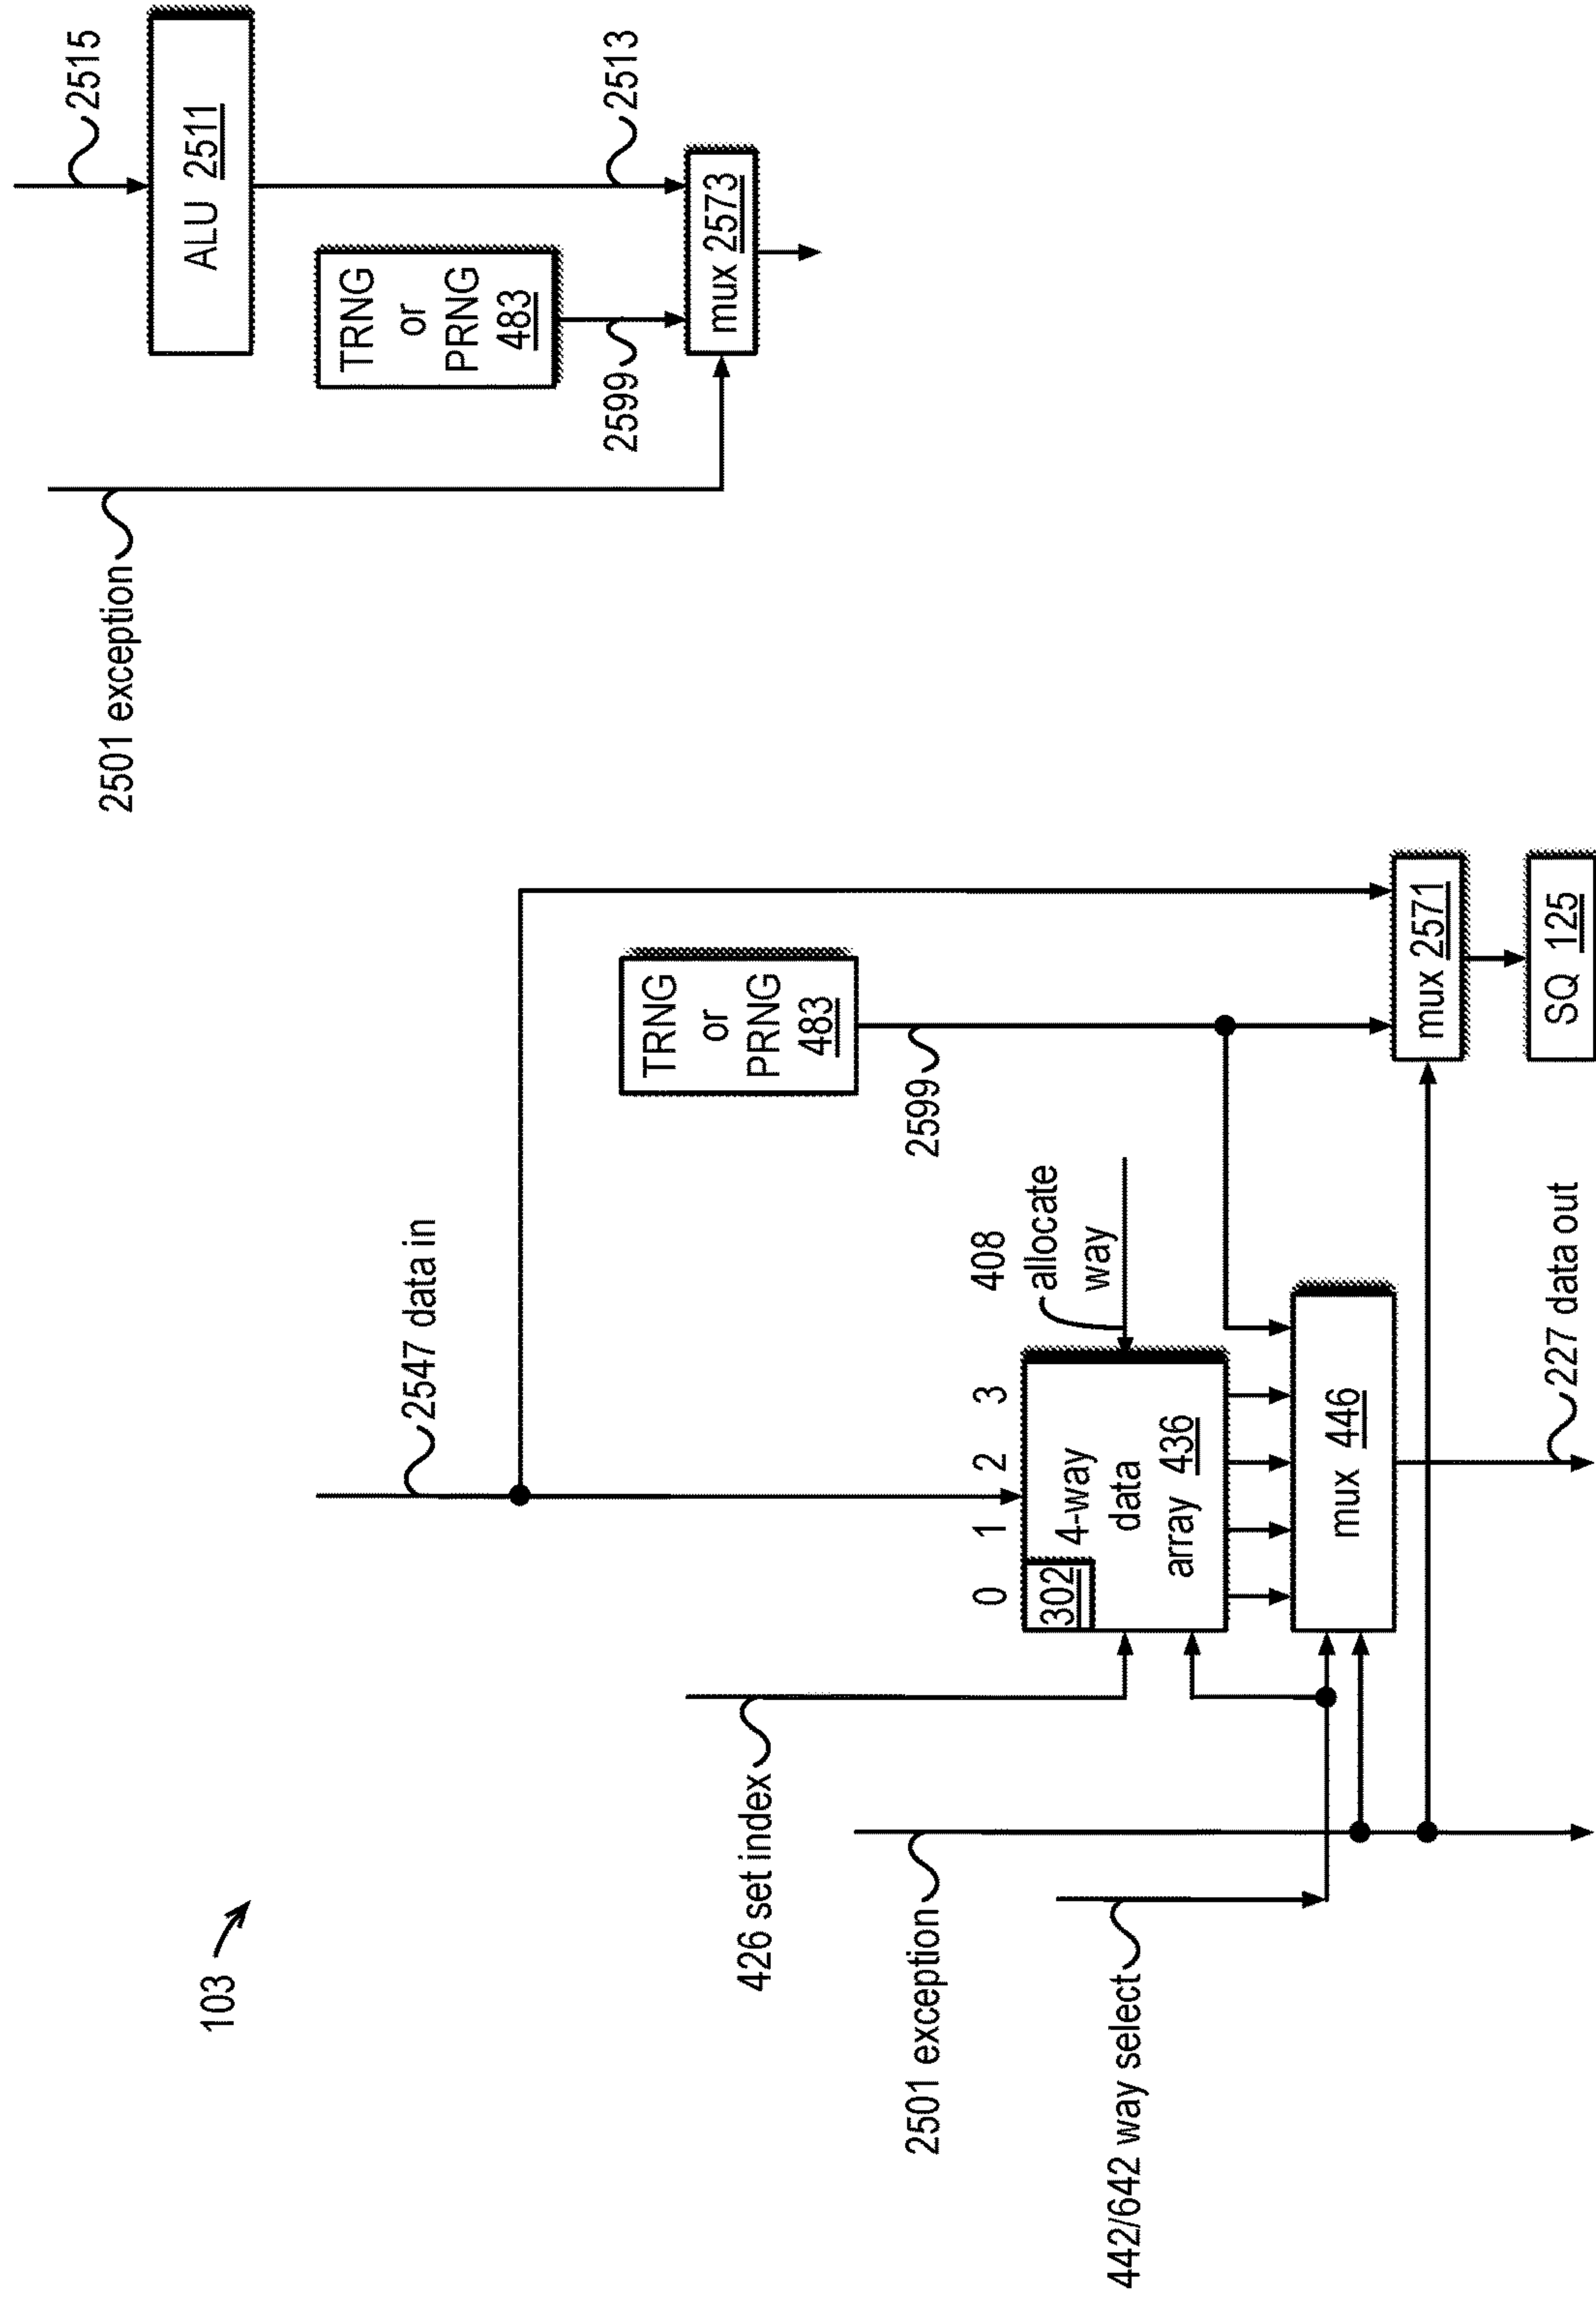 103
442/642 way select
2501 exception
426 set index
2547 data in
0 1 2 3
302
4-way
data
array 436
408
allocate
way
mux 446
227 data out
TRNG
or
PRNG
483
2599
mux 2571
SQ 125
2501 exception
2515
ALU 2511
TRNG
or
PRNG
483
2599
2513
mux 2573